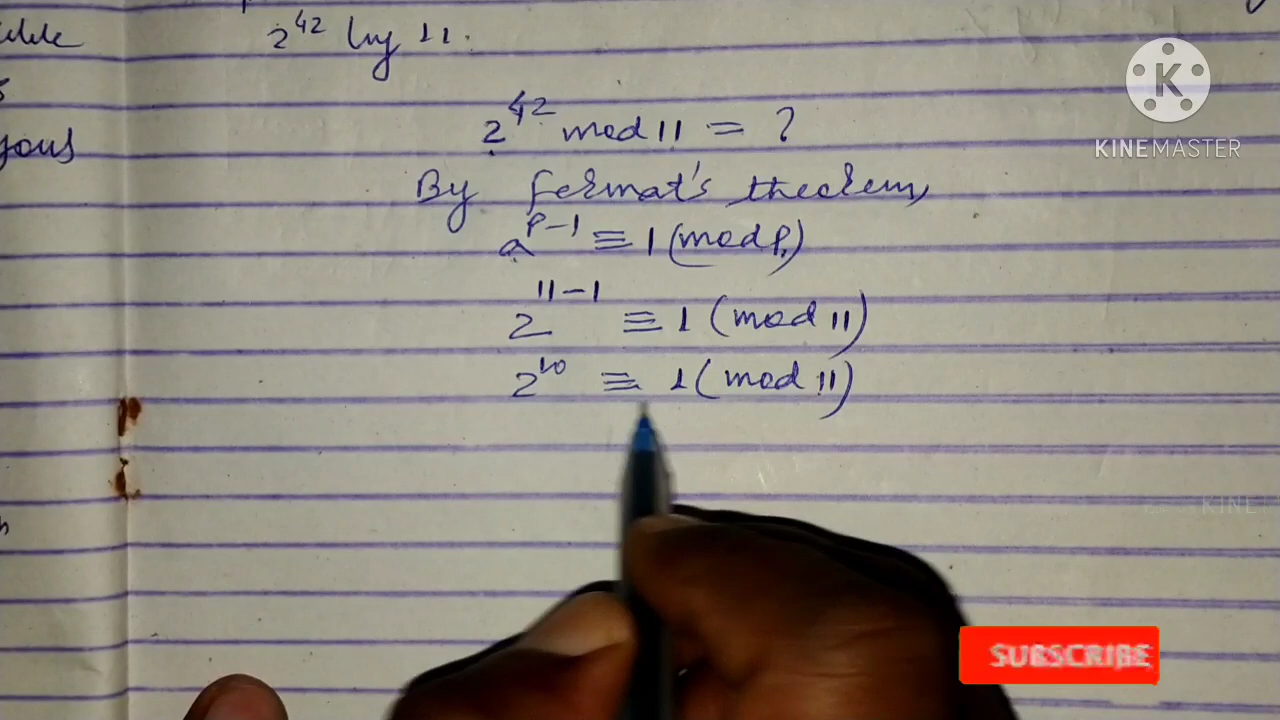 2^42 by 11.
2^42 mod 11 = ?
By Fermat's theorem,
a^p-1 ≡ 1 (mod p)
2^11-1 ≡ 1 (mod 11)
2^10 ≡ 1 (mod 11)
K
KINEMASTER
KINE
SUBSCRIBE